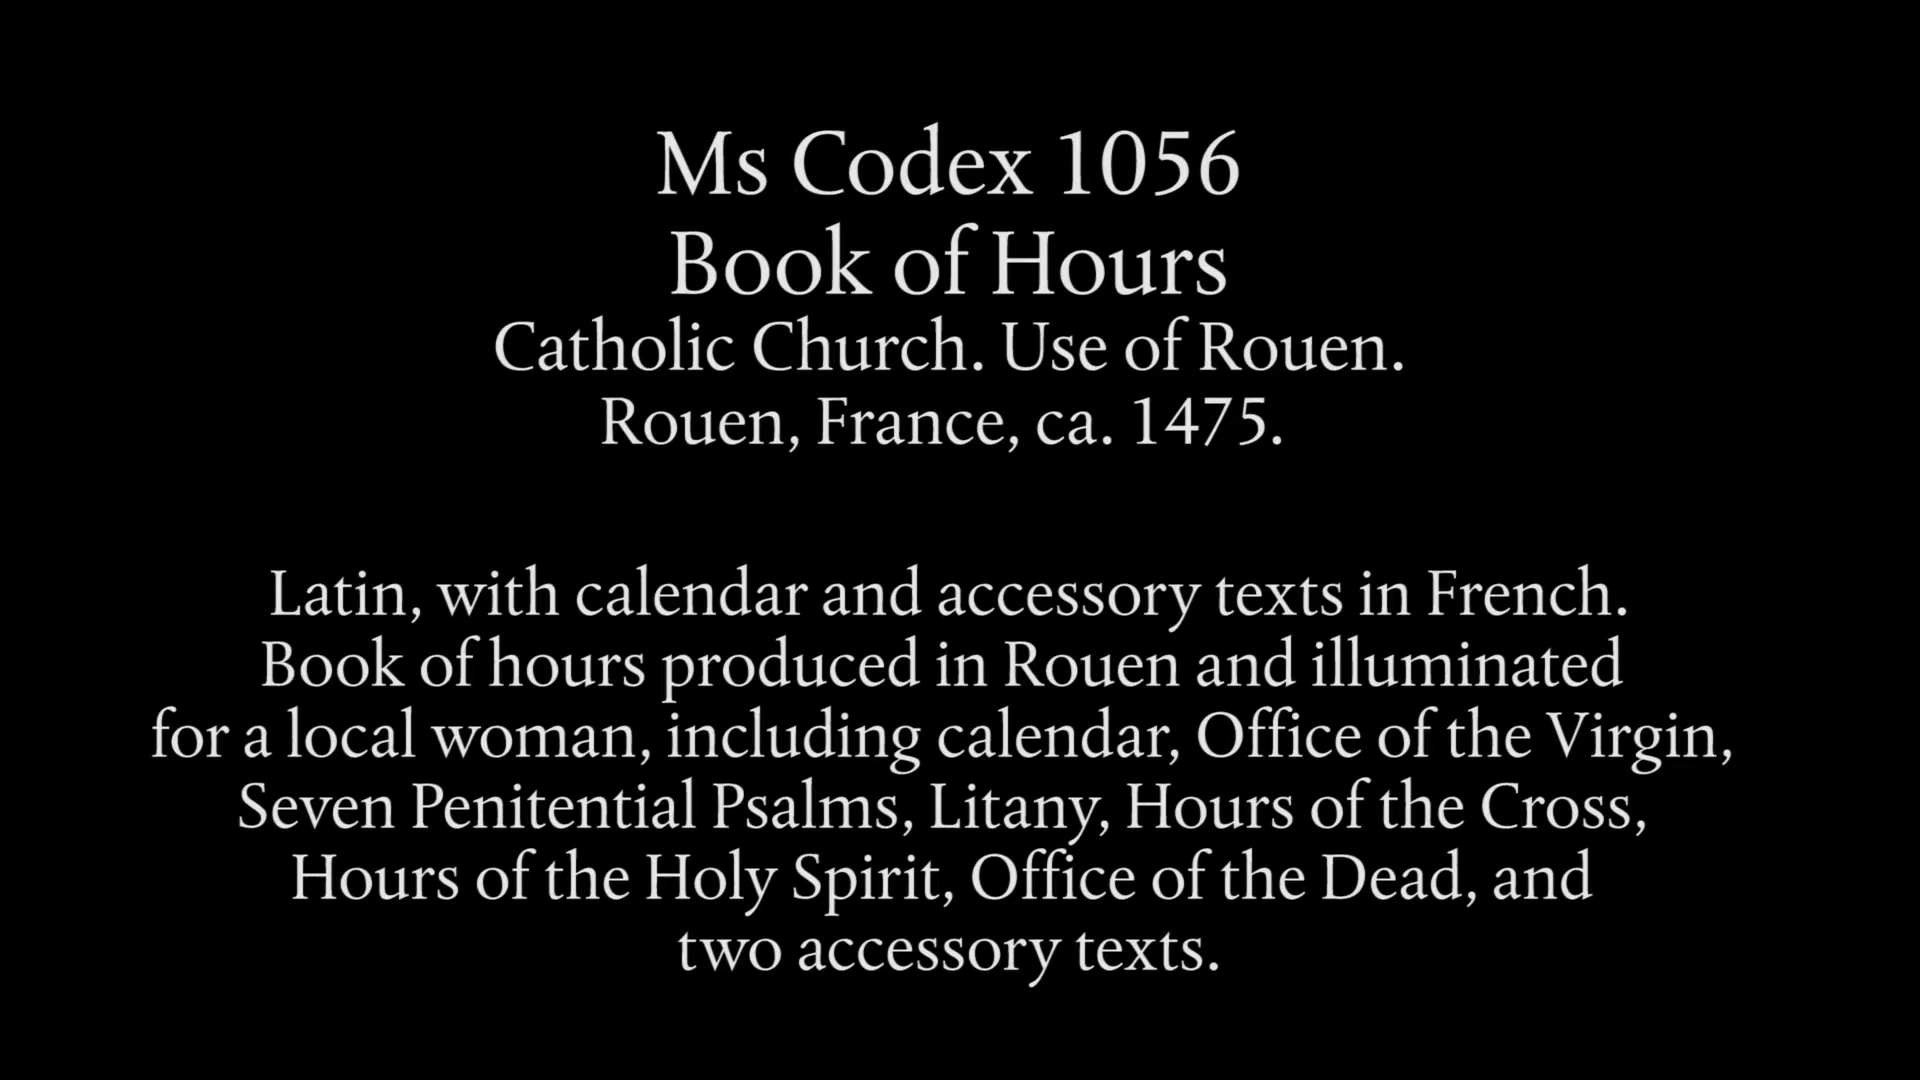 Ms Codex 1056
Book of Hours
Catholic Church. Use of Rouen.
Rouen, France, ca. 1475.
Latin, with calendar and accessory texts in French.
Book of hours produced in Rouen and illuminated
for a local woman, including calendar, Office of the Virgin,
Seven Penitential Psalms, Litany, Hours of the Cross,
Hours of the Holy Spirit, Office of the Dead, and
two accessory texts.